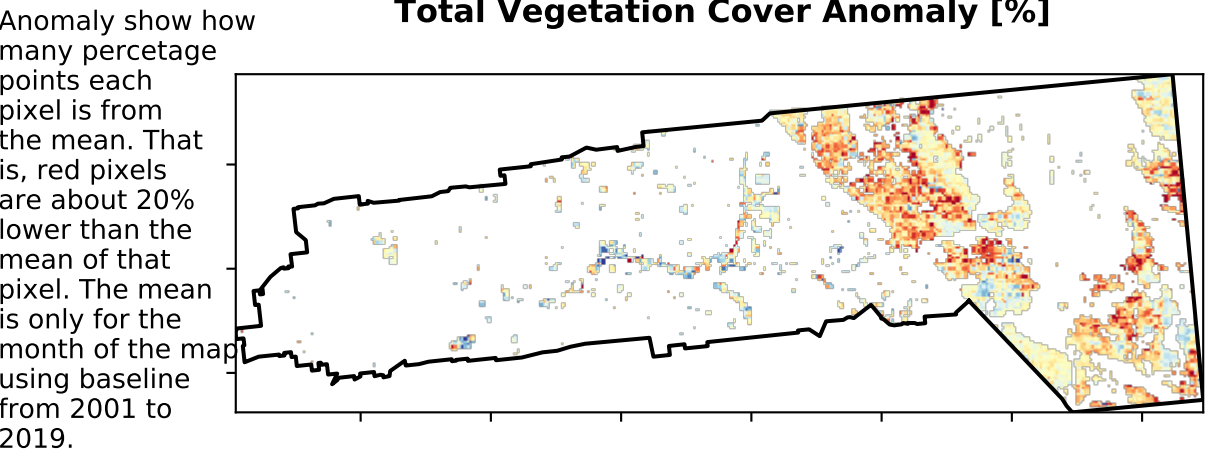 Total Vegetation Cover Anomaly [%]
Anomaly show how
many percetage
points each
pixel is from
the mean. That
is, red pixels
are about 20%
lower than the
mean of that
pixel. The mean
is only for the
month of the map
using baseline
from 2001 to
2019.